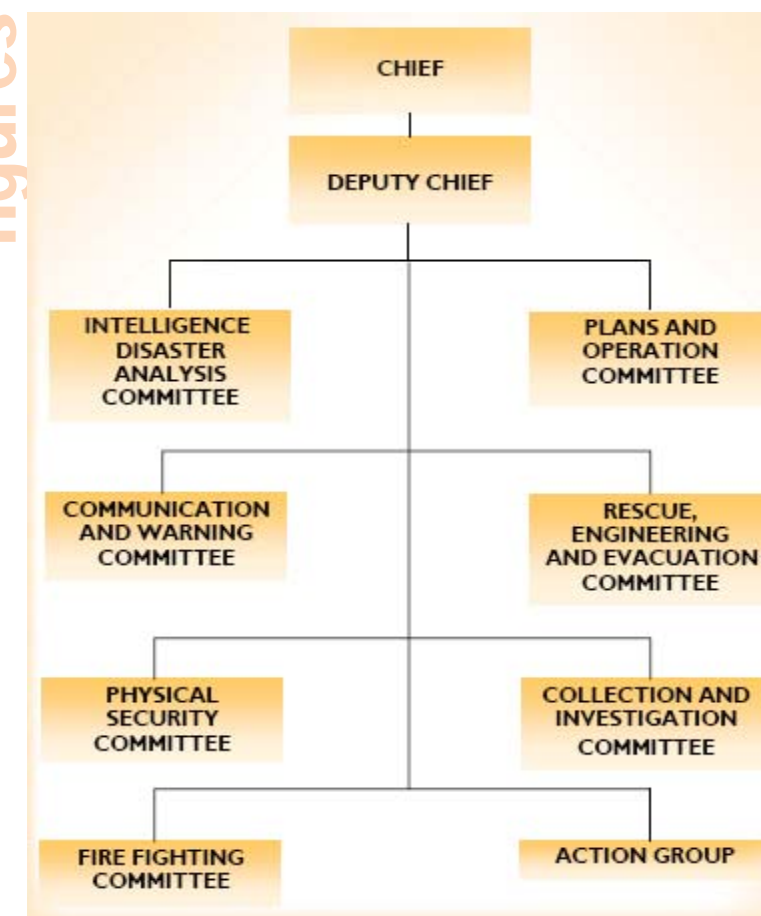 figures
CHIEF
DEPUTY CHIEF
INTELLIGENCE
DISASTER
ANALYSIS
COMMITTEE
PLANS AND
OPERATION
COMMITTEE
COMMUNICATION
AND WARNING
COMMITTEE
RESCUE,
ENGINEERING
AND EVACUATION
COMMITTEE
PHYSICAL
SECURITY
COMMITTEE
COLLECTION AND
INVESTIGATION
COMMITTEE
FIRE FIGHTING
COMMITTEE
ACTION GROUP